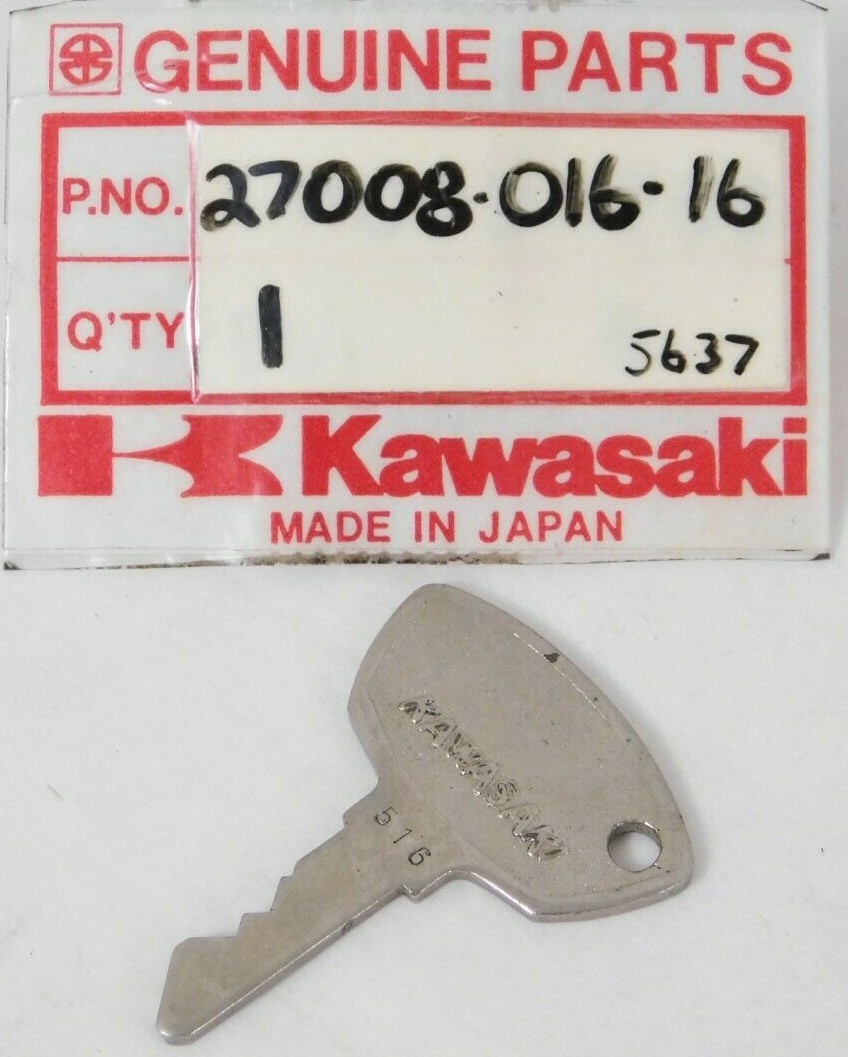 GENUINE PARTS
P.NO. 27008-016-16
Q'TY 1 5637
Kawasaki
MADE IN JAPAN
KAWASAKI
516